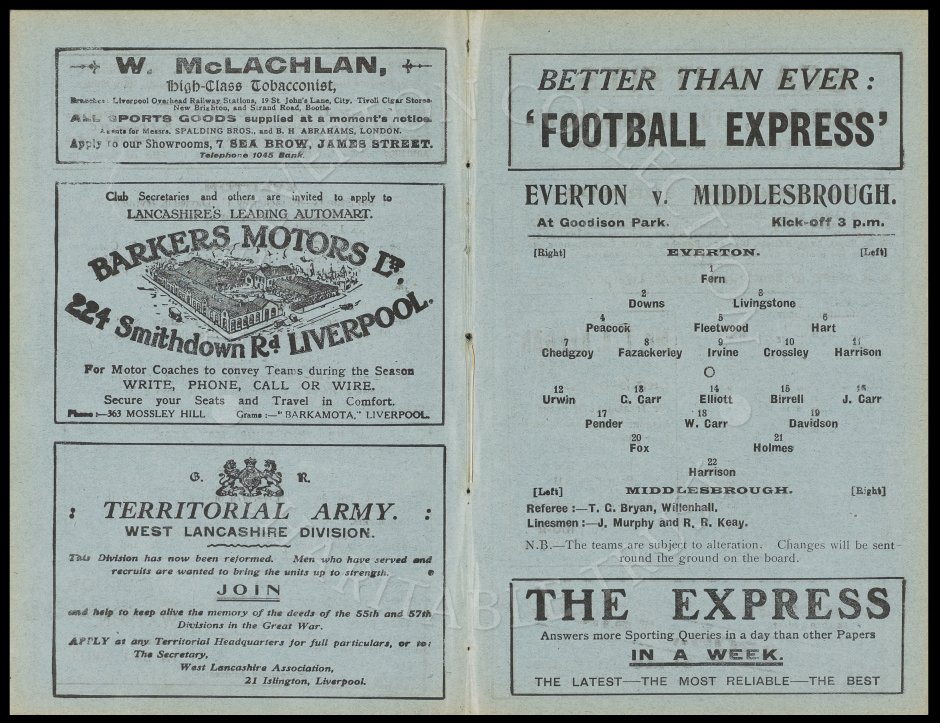 W. McLACHLAN,
High-Class Tobacconist,
Branches: Liverpool Overhead Railway Stations, 19 St. John's Lane, City, Tivoli Cigar Stores,
New Brighton, and Strand Road, Bootle.
ALL SPORTS GOODS supplied at a moment's notice.
Agents for Messrs. SPALDING BROS., and B. H ABRAHAMS, LONDON.
Apply to our Showrooms, 7 SEA BROW, JAMES STREET.
Telephone 1045 Bank.
Club Secretaries and others are invited to apply to
LANCASHIRE'S LEADING AUTOMART.
BARKERS MOTORS LD.,
224 Smithdown Rd LIVERPOOL.
For Motor Coaches to convey Teams during the Season
WRITE, PHONE, CALL OR WIRE.
Secure your Seats and Travel in Comfort.
Phone:—363 MOSSLEY HILL Grams:—"BARKAMOTA," LIVERPOOL.
G. R.
: TERRITORIAL ARMY. :
WEST LANCASHIRE DIVISION.
This Division has now been reformed. Men who have served and
recruits are wanted to bring the units up to strength.
JOIN
and help to keep alive the memory of the deeds of the 55th and 57th
Divisions in the Great War.
APPLY at any Territorial Headquarters for full particulars, or to:
The Secretary,
West Lancashire Association,
21 Islington, Liverpool.
BETTER THAN EVER:
'FOOTBALL EXPRESS'
EVERTON v. MIDDLESBROUGH.
At Goodison Park. Kick-off 3 p.m.
[Right] EVERTON. [Left]
1
Fern
2 3
Downs Livingstone
4 5 6
Peacock Fleetwood Hart
7 8 9 10 11
Chedgzoy Fazackerley Irvine Crossley Harrison
O
12 13 14 15 16
Urwin C. Carr Elliott Birrell J. Carr
17 18 19
Pender W. Carr Davidson
20 21
Fox Holmes
22
Harrison
[Left] MIDDLESBROUGH. [Right]
Referee:—T. G. Bryan, Willenhall.
Linesmen:—J. Murphy and R. R. Keay.
N.B.—The teams are subject to alteration. Changes will be sent
round the ground on the board.
THE EXPRESS
Answers more Sporting Queries in a day than other Papers
IN A WEEK.
THE LATEST—THE MOST RELIABLE—THE BEST